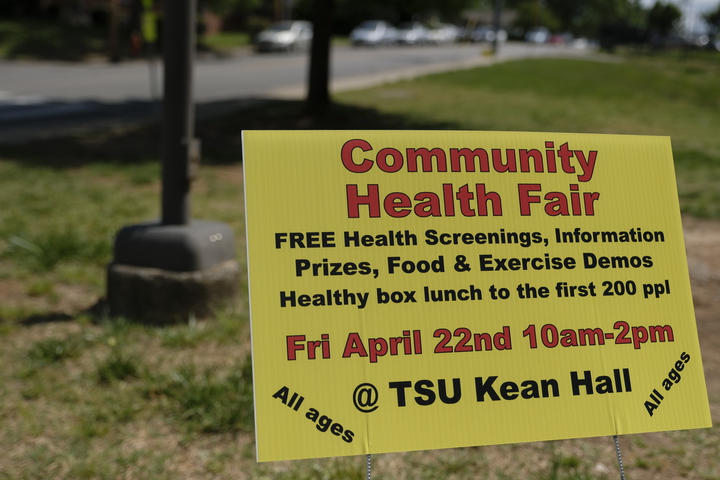 Community
Health Fair
FREE Health Screenings, Information
Prizes, Food & Exercise Demos
Healthy box lunch to the first 200 ppl
Fri April 22nd 10am-2pm
@ TSU Kean Hall
All ages
All ages